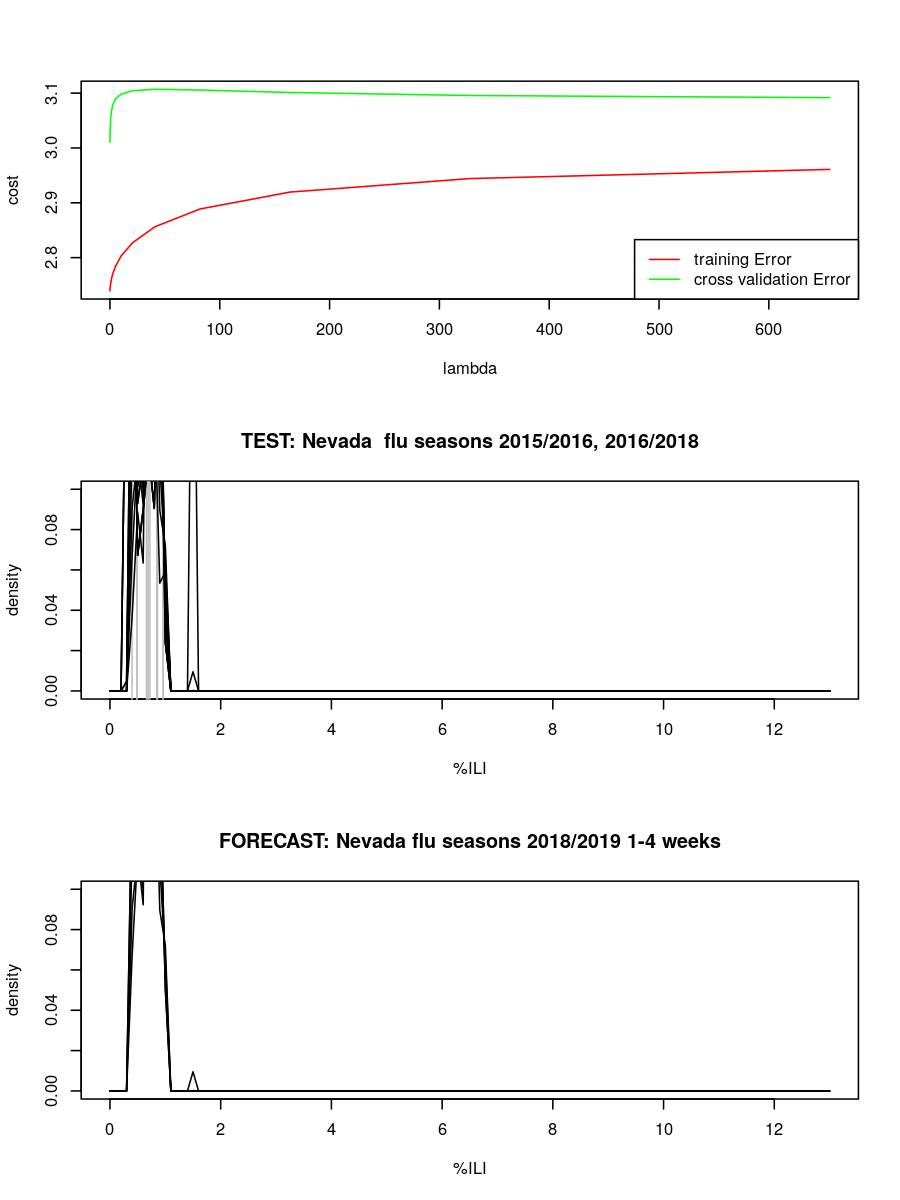 3.1
3.0
2.9
2.8
cost
training Error
cross validation Error
0 100 200 300 400 500 600
lambda
TEST: Nevada  flu seasons 2015/2016, 2016/2018
0.08
0.04
0.00
density
0 2 4 6 8 10 12
%ILI
FORECAST: Nevada flu seasons 2018/2019 1-4 weeks
0.08
0.04
0.00
density
0 2 4 6 8 10 12
%ILI